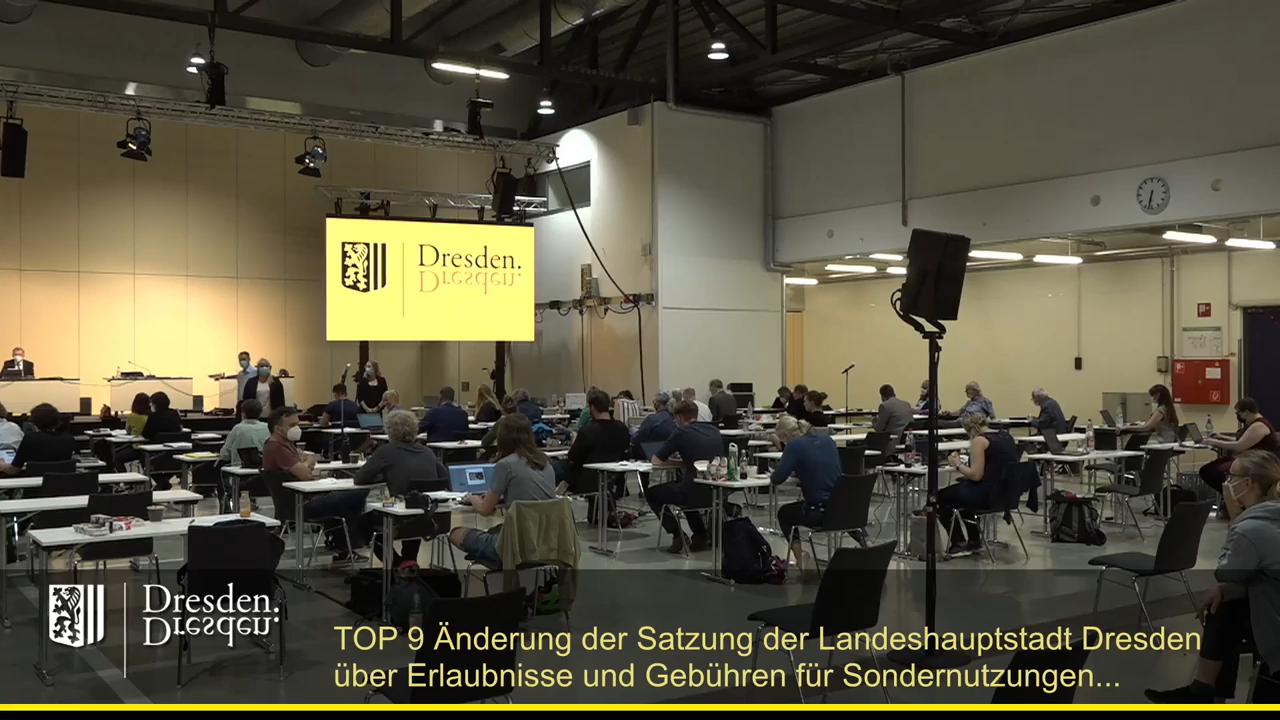 Dresden.
Dresden.
Dresden.
Dresden.
TOP 9 Änderung der Satzung der Landeshauptstadt Dresden
über Erlaubnisse und Gebühren für Sondernutzungen...